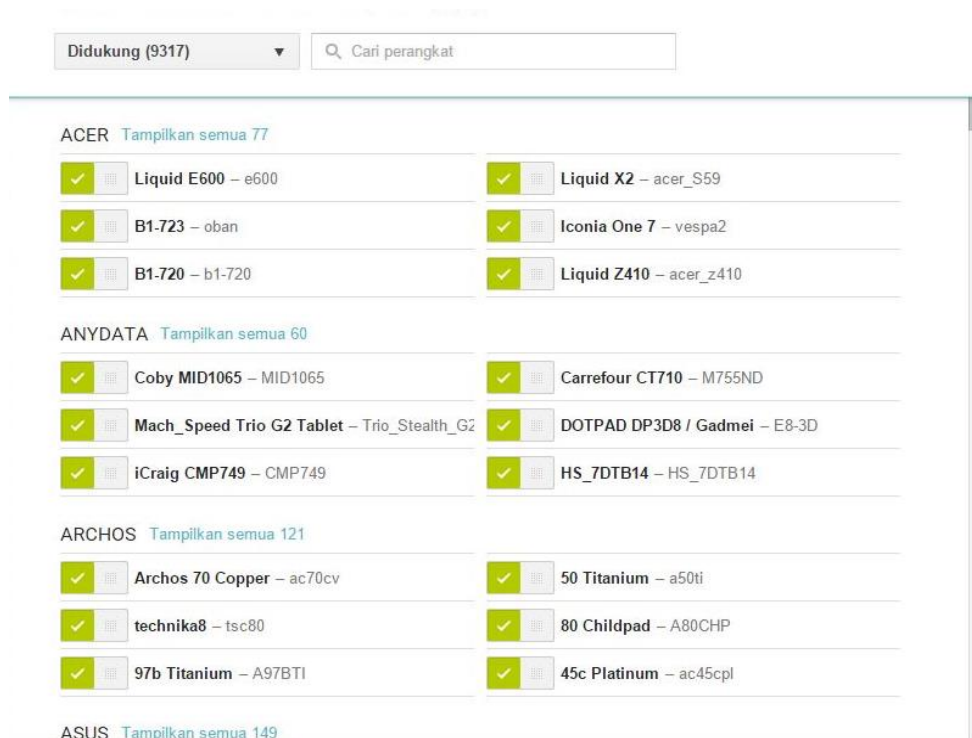 Didukung (9317) ▼ Cari perangkat
ACER Tampilkan semua 77
Liquid E600 – e600 Liquid X2 – acer_S59
B1-723 – oban Iconia One 7 – vespa2
B1-720 – b1-720 Liquid Z410 – acer_z410
ANYDATA Tampilkan semua 60
Coby MID1065 – MID1065 Carrefour CT710 – M755ND
Mach_Speed Trio G2 Tablet – Trio_Stealth_G2 DOTPAD DP3D8 / Gadmei – E8-3D
iCraig CMP749 – CMP749 HS_7DTB14 – HS_7DTB14
ARCHOS Tampilkan semua 121
Archos 70 Copper – ac70cv 50 Titanium – a50ti
technika8 – tsc80 80 Childpad – A80CHP
97b Titanium – A97BTI 45c Platinum – ac45cpl
ASUS Tampilkan semua 149